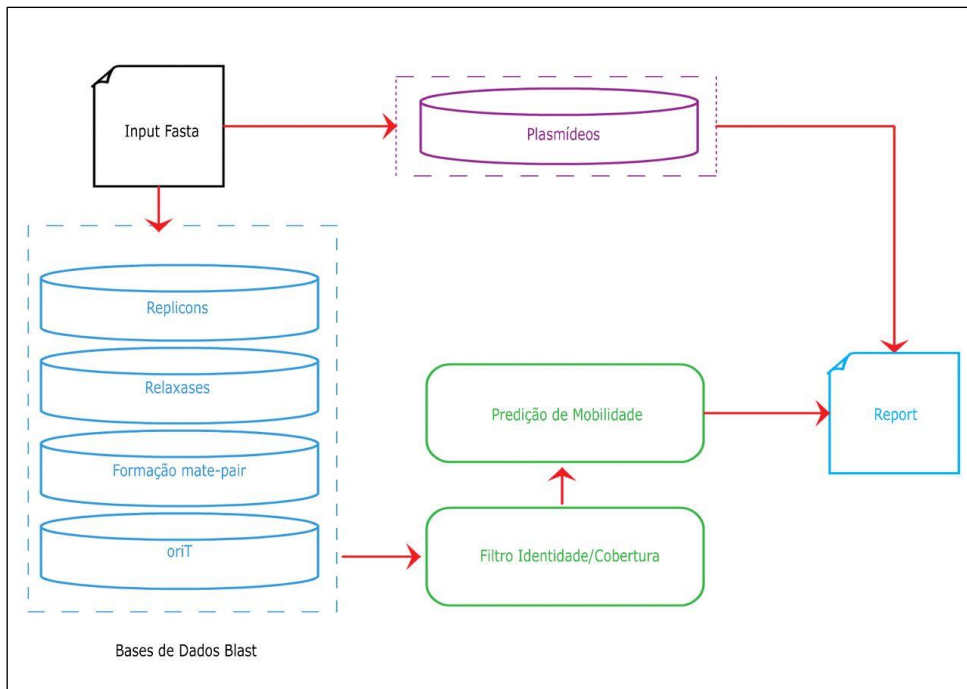 Input Fasta
Plasmídeos
Replicons
Relaxases
Formação mate-pair
oriT
Predição de Mobilidade
Report
Filtro Identidade/Cobertura
Bases de Dados Blast